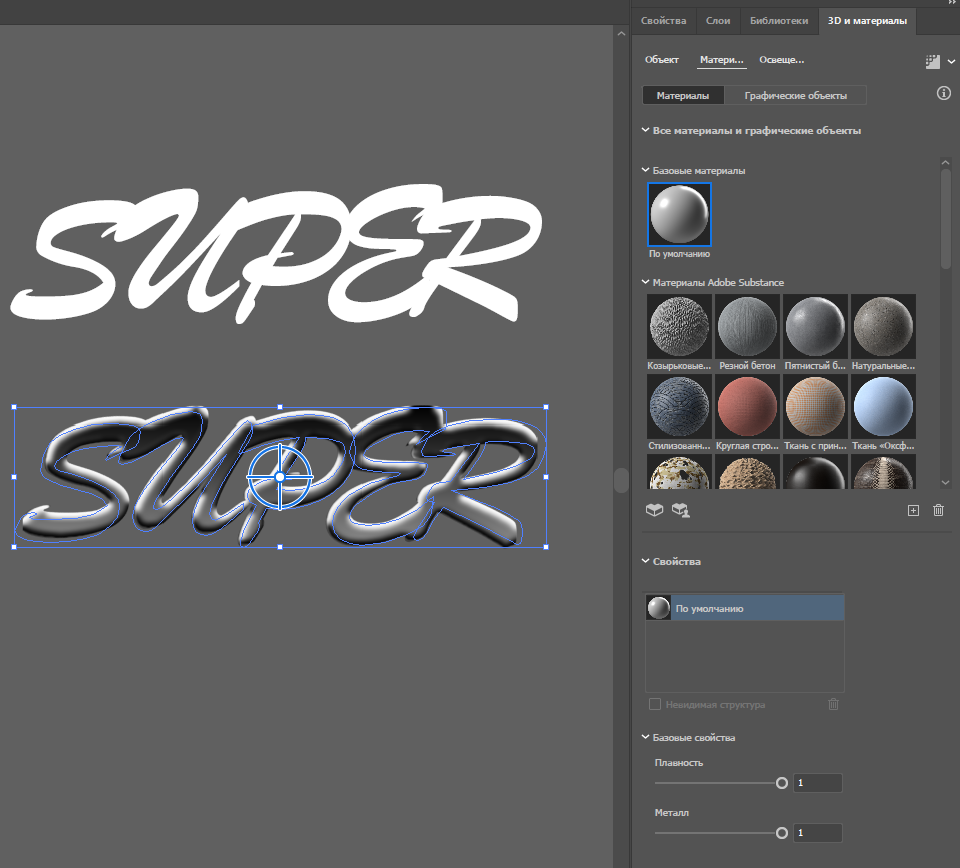 Свойства Слои Библиотеки 3D и материалы
Объект Матери... Освеще...
Материалы Графические объекты
Все материалы и графические объекты
Базовые материалы
По умолчанию
Материалы Adobe Substance
Козырьковые... Резной бетон Пятнистый б... Натуральные...
Стилизованн... Круглая стро... Ткань с прин... Ткань «Оксф...
SUPER
SUPER
Свойства
По умолчанию
Невидимая структура
Базовые свойства
Плавность
1
Металл
1